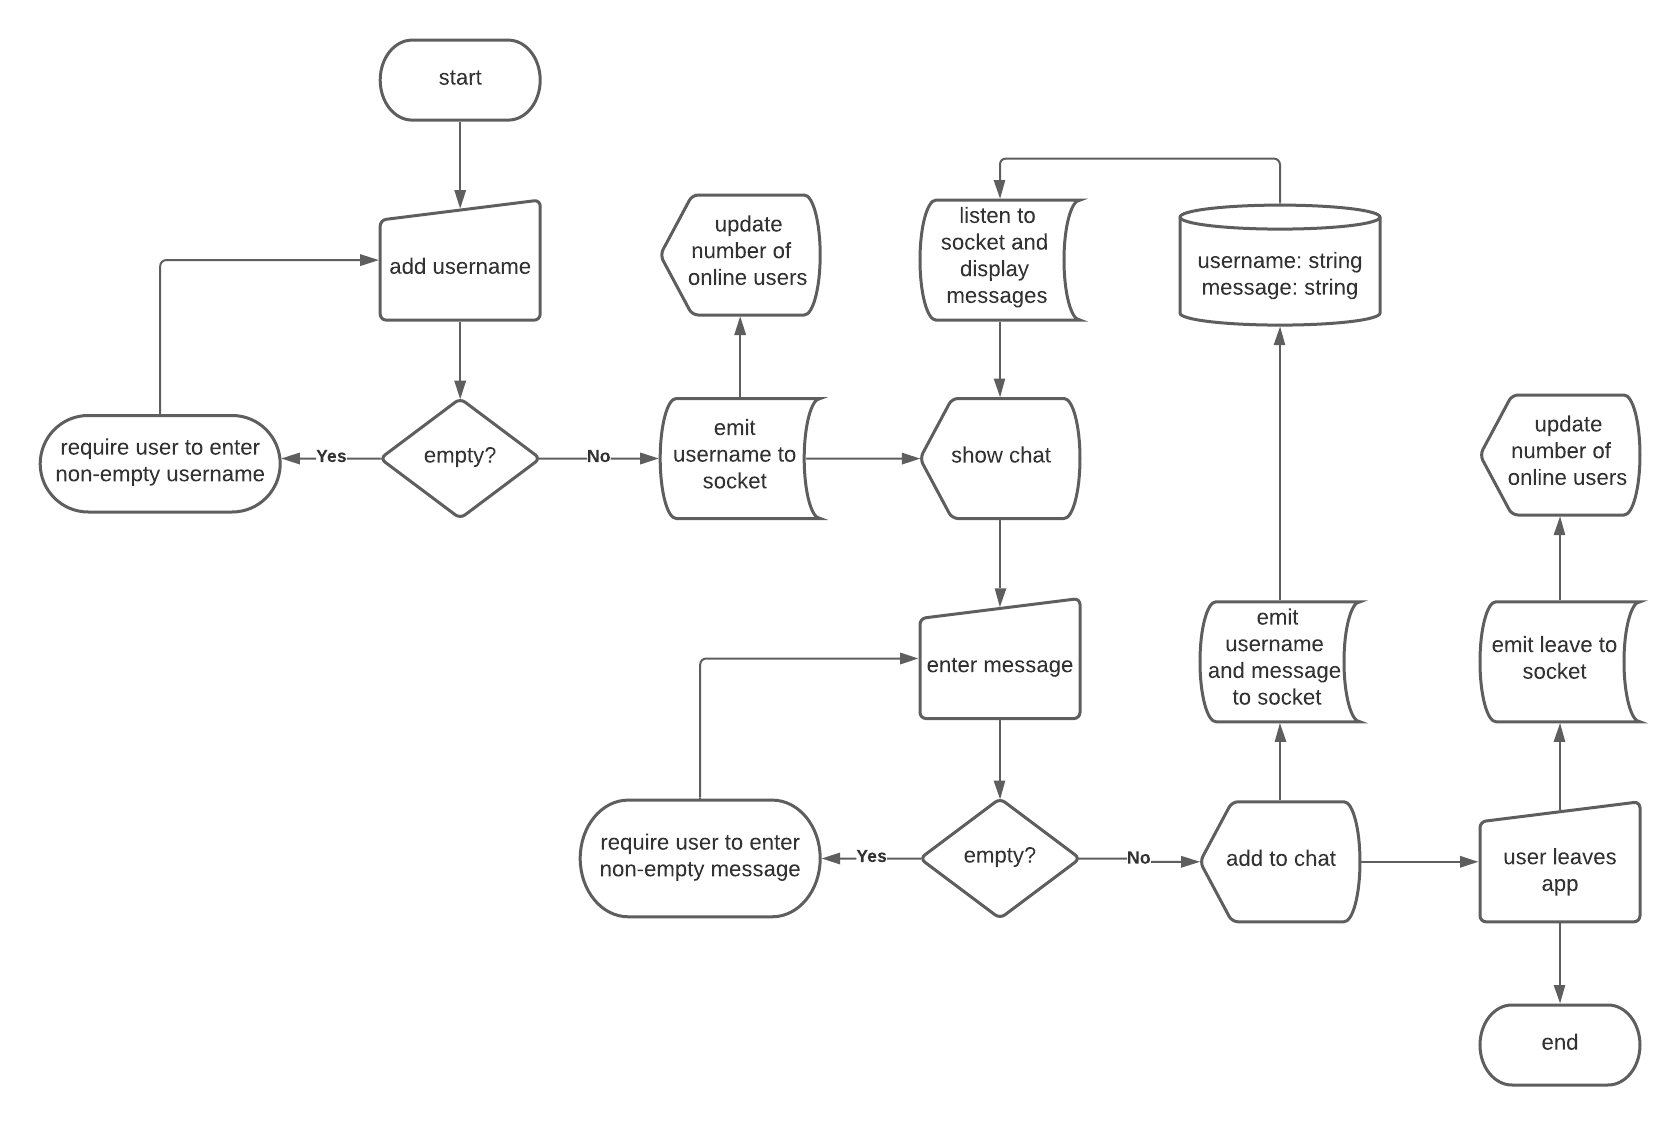 start
add username
require user to enter
non-empty username
Yes
empty?
No
emit
username to
socket
update
number of
online users
show chat
listen to
socket and
display
messages
username: string
message: string
enter message
require user to enter
non-empty message
Yes
empty?
No
add to chat
emit
username
and message
to socket
user leaves
app
emit leave to
socket
update
number of
online users
end